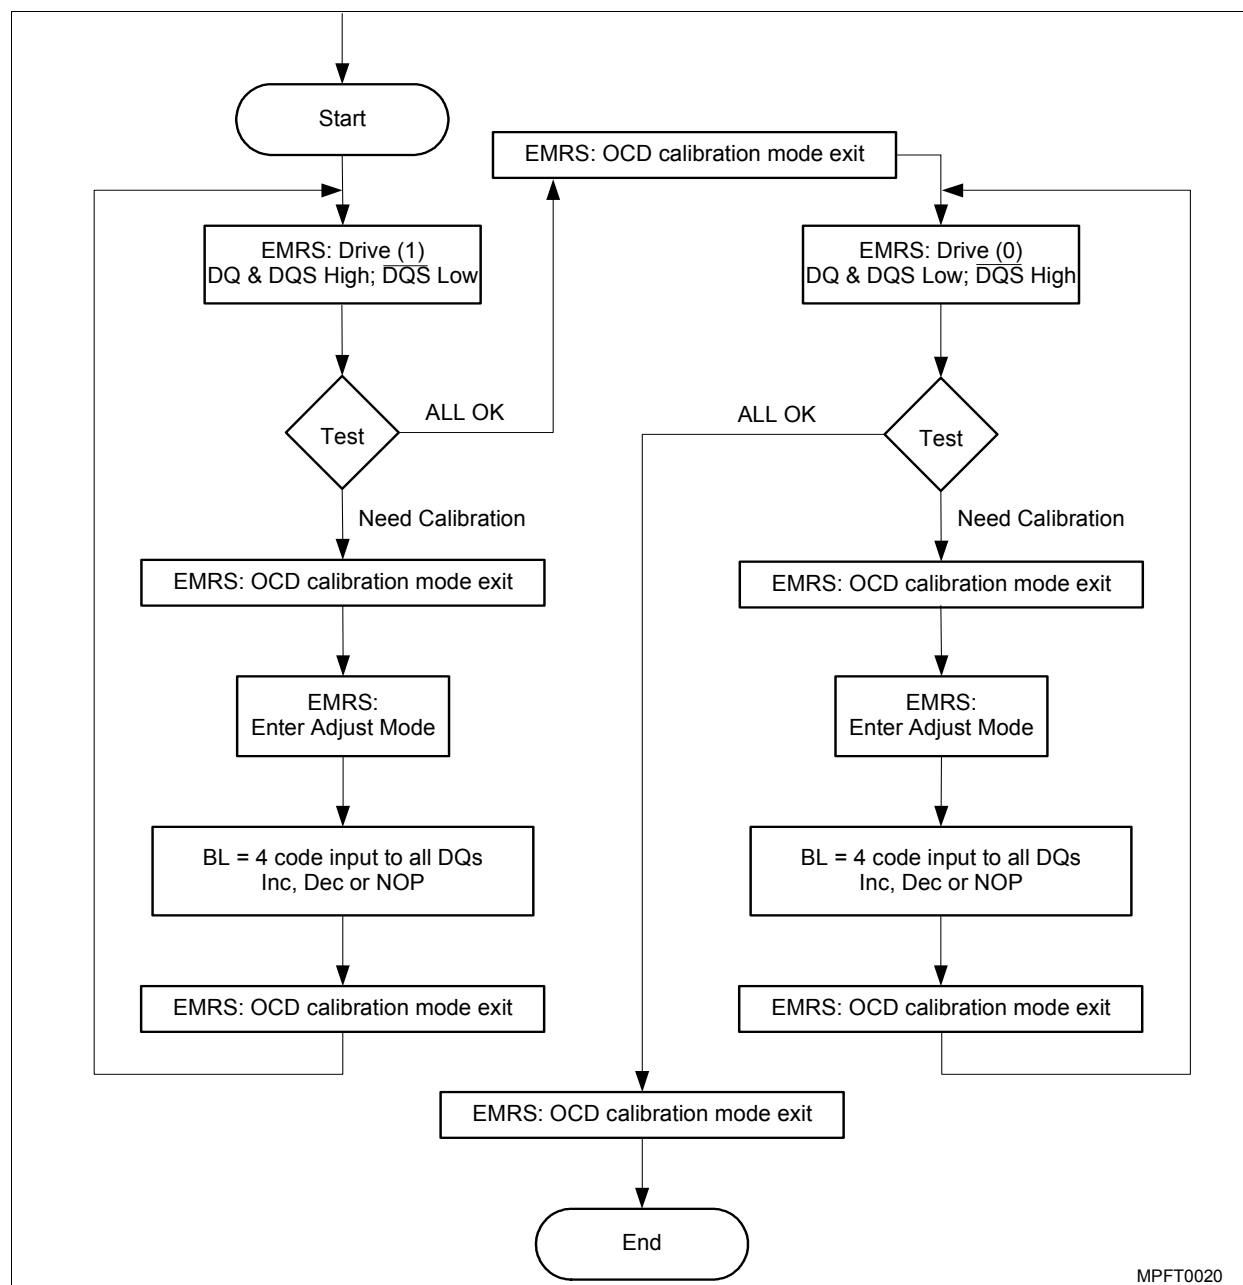 Start
EMRS: Drive (1)
DQ & DQS High; D̅Q̅S̅ Low
Test
ALL OK
Need Calibration
EMRS: OCD calibration mode exit
EMRS:
Enter Adjust Mode
BL = 4 code input to all DQs
Inc, Dec or NOP
EMRS: OCD calibration mode exit
EMRS: OCD calibration mode exit
EMRS: Drive (0)
DQ & DQS Low; D̅Q̅S̅ High
Test
ALL OK
Need Calibration
EMRS: OCD calibration mode exit
EMRS:
Enter Adjust Mode
BL = 4 code input to all DQs
Inc, Dec or NOP
EMRS: OCD calibration mode exit
EMRS: OCD calibration mode exit
End
MPFT0020